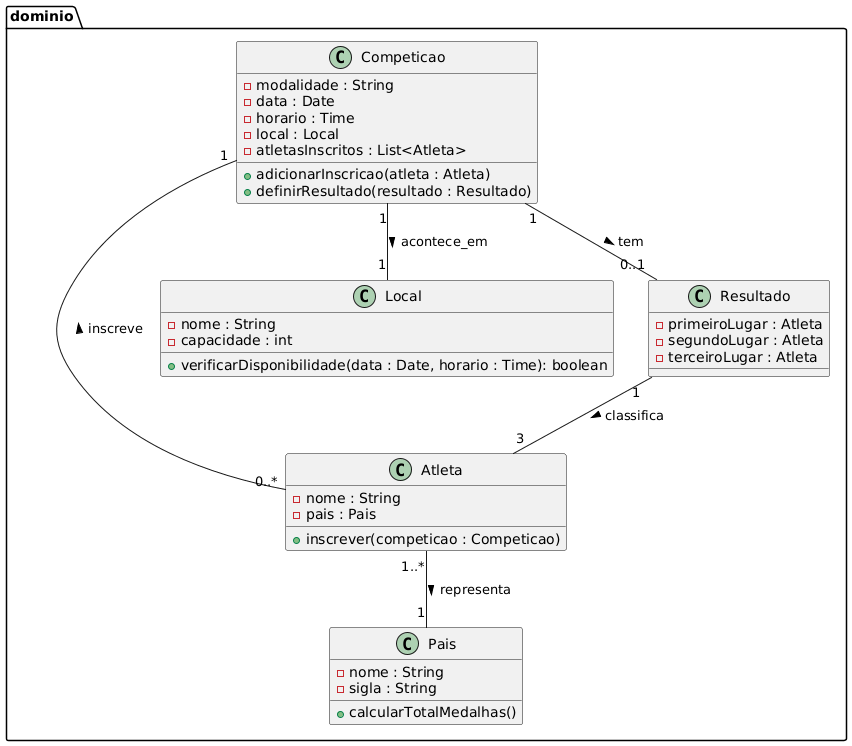 dominio
C Competicao
modalidade : String
data : Date
horario : Time
local : Local
atletasInscritos : List<Atleta>
adicionarInscricao(atleta : Atleta)
definirResultado(resultado : Resultado)
1
1
1
acontece_em
tem
1
0..1
C Local
nome : String
capacidade : int
verificarDisponibilidade(data : Date, horario : Time): boolean
C Resultado
primeiroLugar : Atleta
segundoLugar : Atleta
terceiroLugar : Atleta
inscreve
1
classifica
3
0..*
C Atleta
nome : String
pais : Pais
inscrever(competicao : Competicao)
1..*
representa
1
C Pais
nome : String
sigla : String
calcularTotalMedalhas()